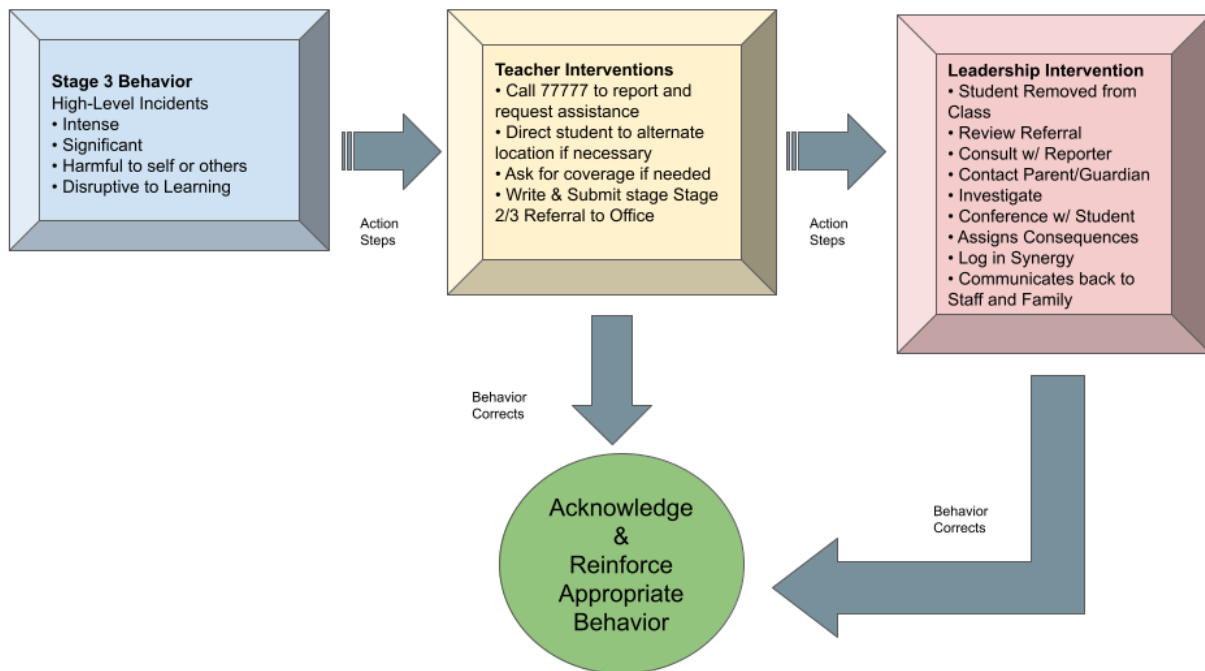 Stage 3 Behavior
High-Level Incidents
• Intense
• Significant
• Harmful to self or others
• Disruptive to Learning
Action
Steps
Teacher Interventions
• Call 77777 to report and
request assistance
• Direct student to alternate
location if necessary
• Ask for coverage if needed
• Write & Submit stage Stage
2/3 Referral to Office
Action
Steps
Leadership Intervention
• Student Removed from
Class
• Review Referral
• Consult w/ Reporter
• Contact Parent/Guardian
• Investigate
• Conference w/ Student
• Assigns Consequences
• Log in Synergy
• Communicates back to
Staff and Family
Behavior
Corrects
Behavior
Corrects
Acknowledge
&
Reinforce
Appropriate
Behavior